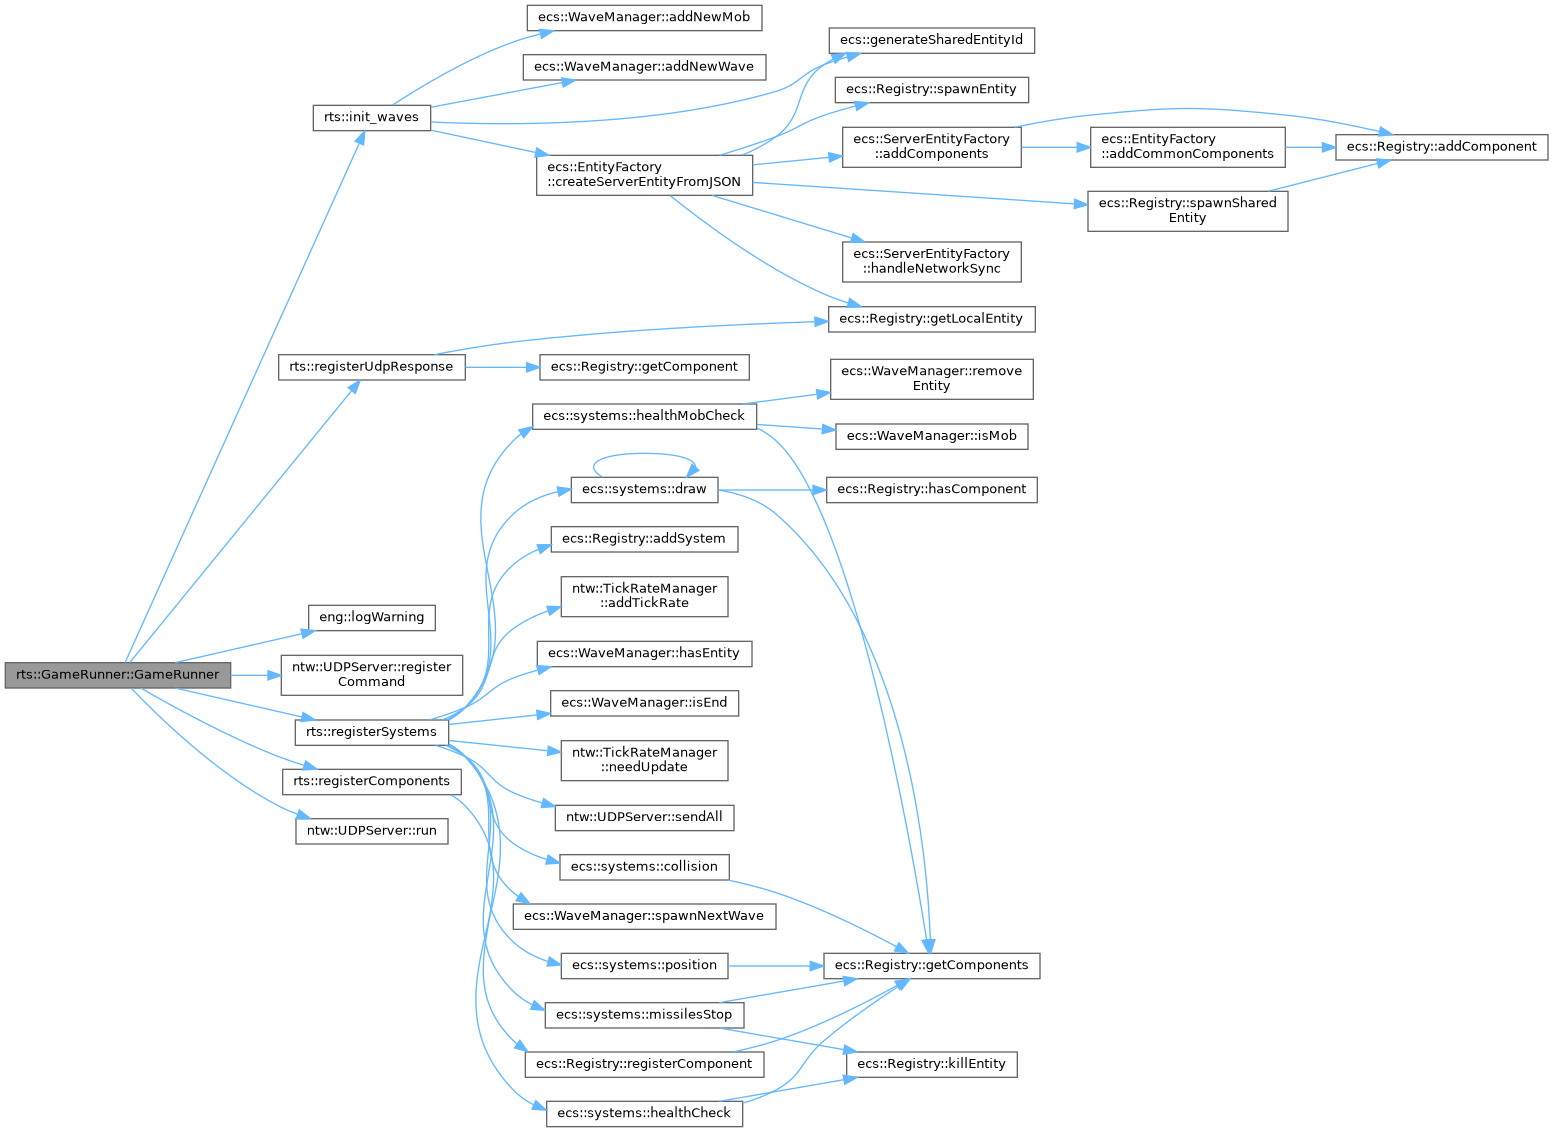 ecs::WaveManager::addNewMob
ecs::generateSharedEntityId
ecs::WaveManager::addNewWave
ecs::Registry::spawnEntity
rts::init_waves
ecs::ServerEntityFactory
::addComponents
ecs::EntityFactory
::addCommonComponents
ecs::Registry::addComponent
ecs::EntityFactory
::createServerEntityFromJSON
ecs::Registry::spawnShared
Entity
ecs::ServerEntityFactory
::handleNetworkSync
ecs::Registry::getLocalEntity
rts::registerUdpResponse
ecs::Registry::getComponent
ecs::WaveManager::remove
Entity
ecs::systems::healthMobCheck
ecs::WaveManager::isMob
ecs::systems::draw
ecs::Registry::hasComponent
ecs::Registry::addSystem
ntw::TickRateManager
::addTickRate
eng::logWarning
ecs::WaveManager::hasEntity
rts::GameRunner::GameRunner
ntw::UDPServer::register
Command
ecs::WaveManager::isEnd
rts::registerSystems
ntw::TickRateManager
::needUpdate
rts::registerComponents
ntw::UDPServer::sendAll
ntw::UDPServer::run
ecs::systems::collision
ecs::WaveManager::spawnNextWave
ecs::systems::position
ecs::Registry::getComponents
ecs::systems::missilesStop
ecs::Registry::registerComponent
ecs::Registry::killEntity
ecs::systems::healthCheck